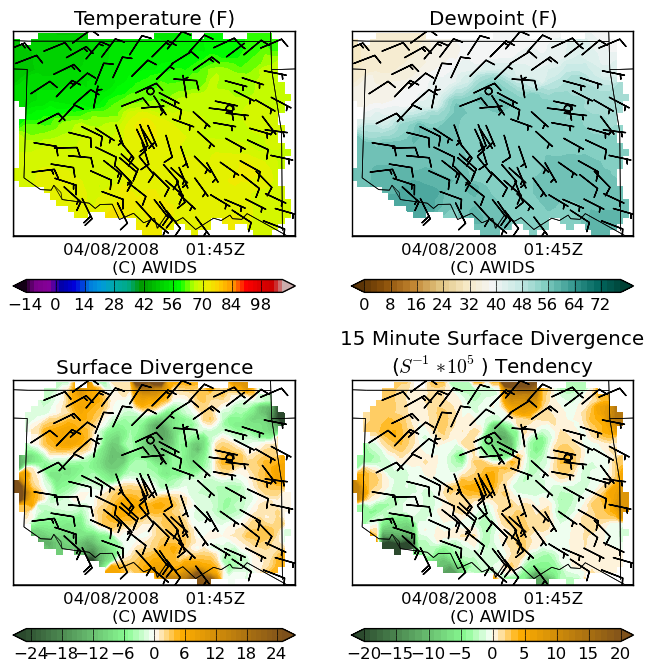 Temperature (F)
Dewpoint (F)
04/08/2008 01:45Z
(C) AWIDS
04/08/2008 01:45Z
(C) AWIDS
−14 0 14 28 42 56 70 84 98
0 8 16 24 32 40 48 56 64 72
Surface Divergence
15 Minute Surface Divergence
(S⁻¹ *10⁵ ) Tendency
04/08/2008 01:45Z
(C) AWIDS
04/08/2008 01:45Z
(C) AWIDS
−24 −18 −12 −6 0 6 12 18 24
−20 −15 −10 −5 0 5 10 15 20